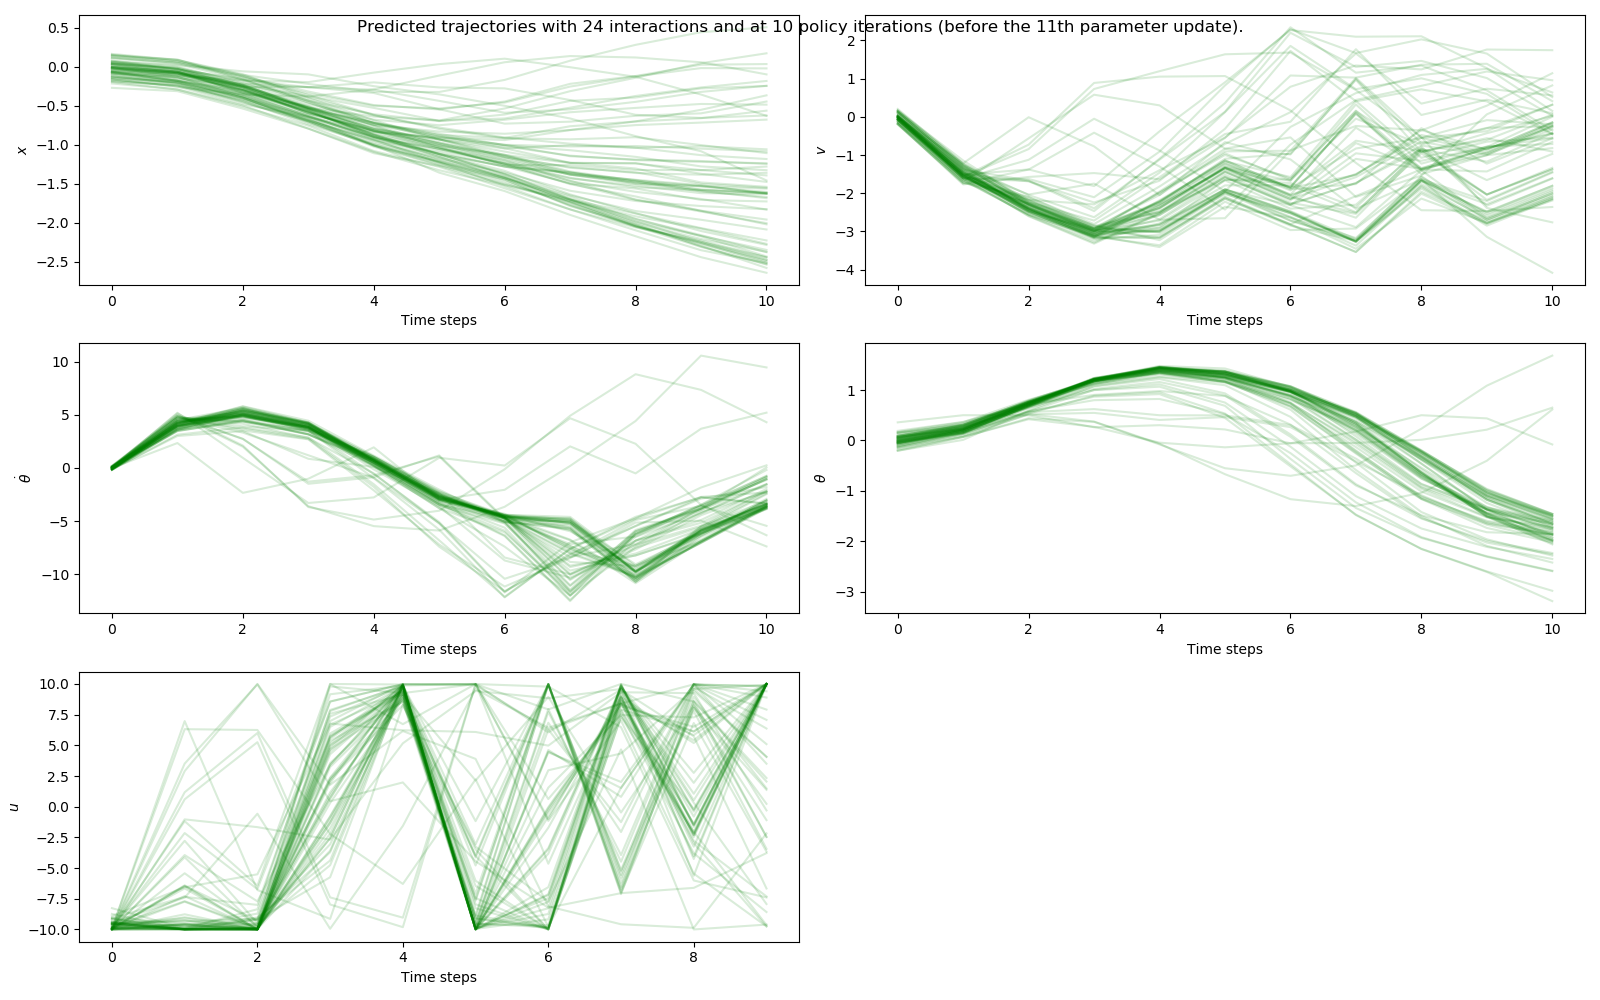 Predicted trajectories with 24 interactions and at 10 policy iterations (before the 11th parameter update).
0.5
0.0
−0.5
−1.0
−1.5
−2.0
−2.5
x
0 2 4 6 8 10
Time steps
2
1
0
−1
−2
−3
−4
v
0 2 4 6 8 10
Time steps
10
5
0
−5
−10
θ̇
0 2 4 6 8 10
Time steps
1
0
−1
−2
−3
θ
0 2 4 6 8 10
Time steps
10.0
7.5
5.0
2.5
0.0
−2.5
−5.0
−7.5
−10.0
u
0 2 4 6 8
Time steps